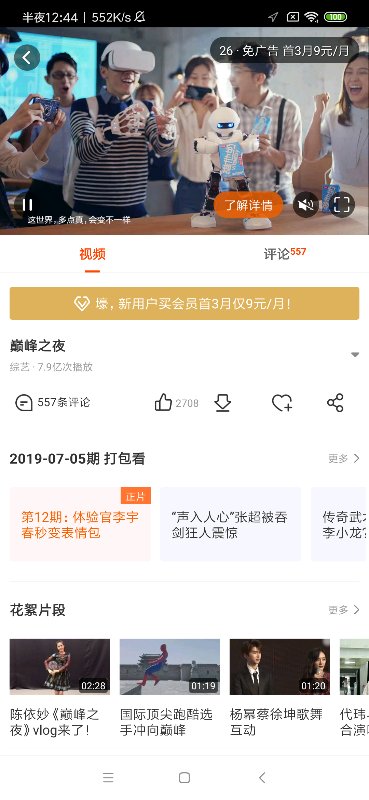 半夜12:44
552K/s
100
26 · 免广告 首3月9元/月
了解详情
这世界，多点真，会变不一样
视频
评论557
壕，新用户买会员首3月仅9元/月！
巅峰之夜
综艺 · 7.9亿次播放
557条评论
2708
2019-07-05期 打包看
更多
正片
第12期：体验官李宇
春秒变表情包
“声入人心”张超被吞
剑狂人震惊
传奇武术
李小龙?
花絮片段
更多
02:28
01:19
01:20
陈依妙《巅峰之
夜》vlog来了！
国际顶尖跑酷选
手冲向巅峰
杨幂蔡徐坤歌舞
互动
代玮
合演唱